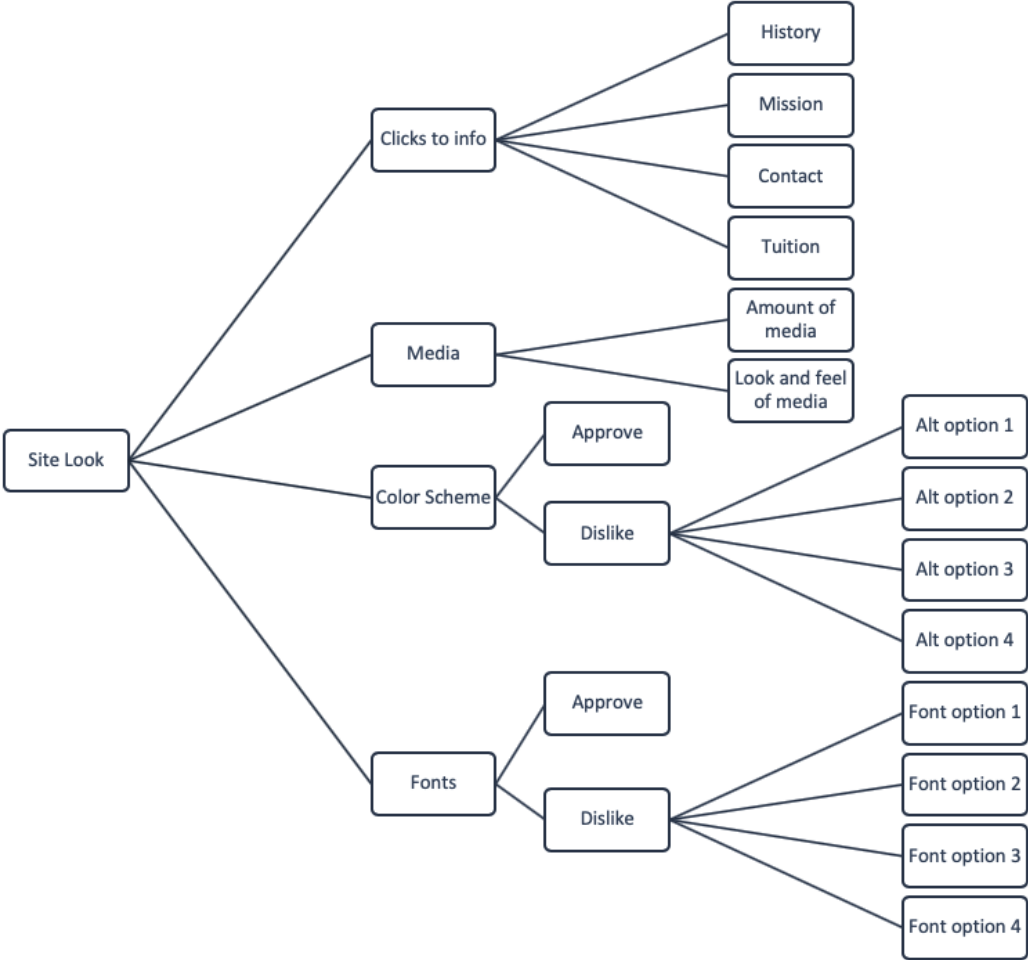 History
Mission
Clicks to info
Contact
Tuition
Amount of
media
Media
Look and feel
of media
Site Look
Approve
Color Scheme
Dislike
Alt option 1
Alt option 2
Alt option 3
Alt option 4
Approve
Fonts
Dislike
Font option 1
Font option 2
Font option 3
Font option 4